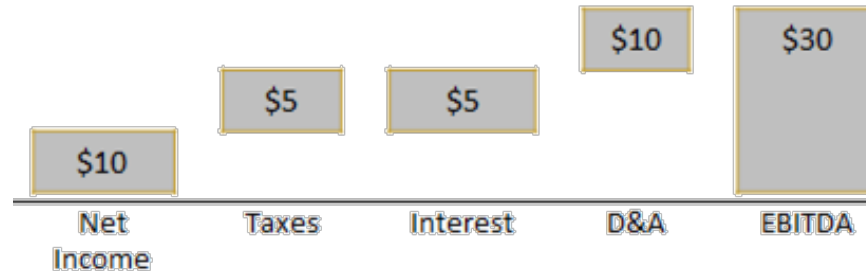 $10
$30
$5
$5
$10
Net
Income
Taxes
Interest
D&A
EBITDA